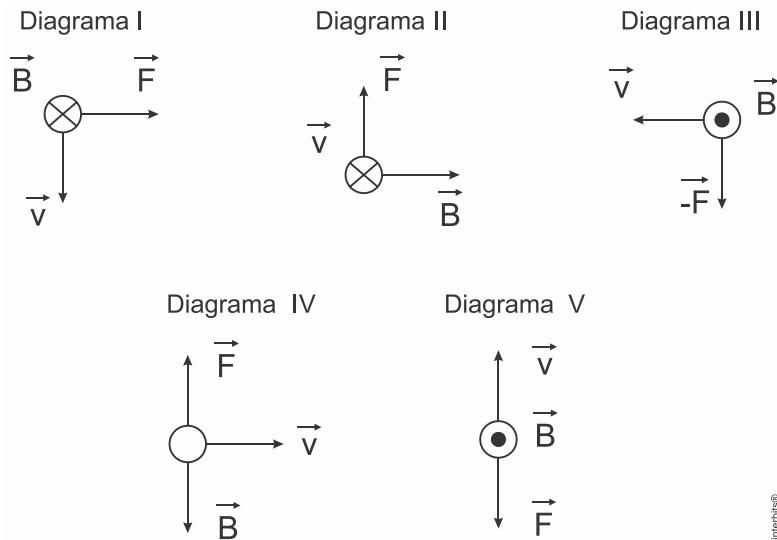 Diagrama I
B F
v
Diagrama II
F
v
B
Diagrama III
v B
-F
Diagrama IV
F
v
B
Diagrama V
v
B
F
interbits®